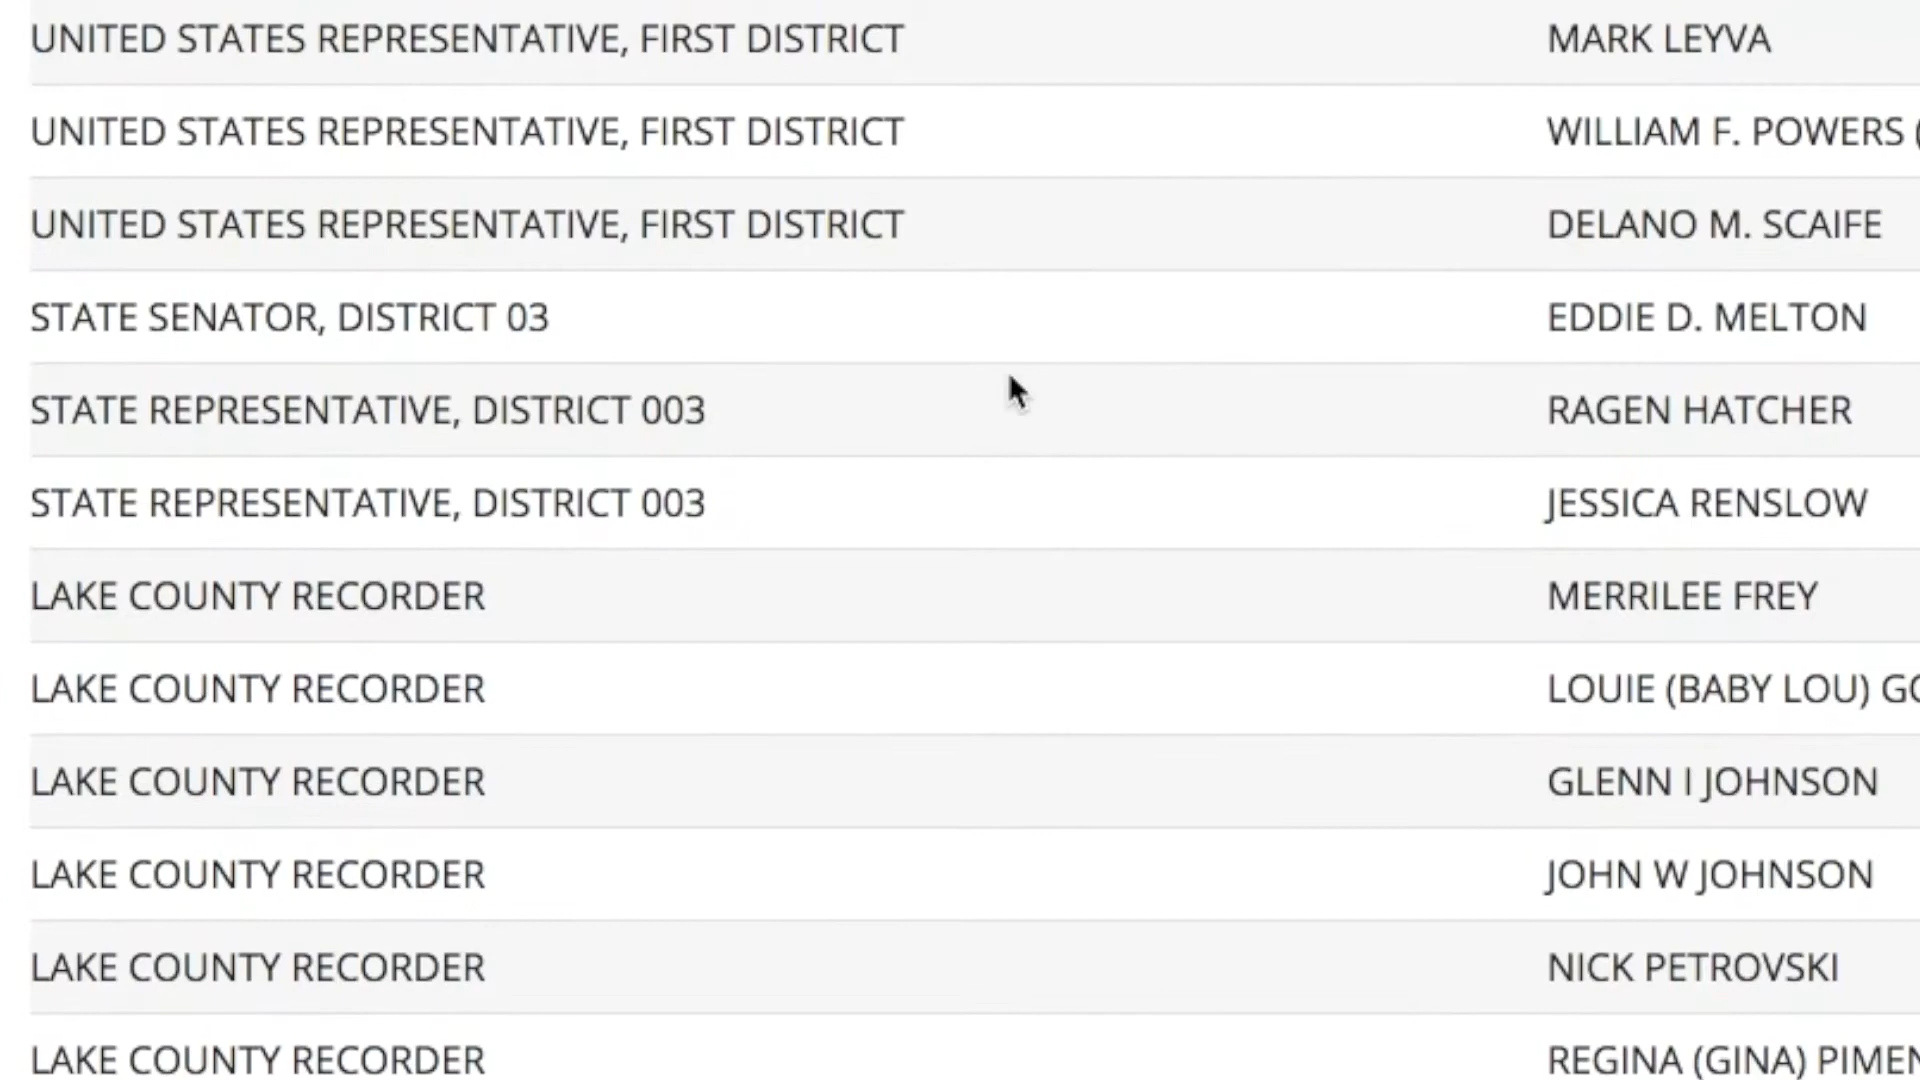 UNITED STATES REPRESENTATIVE, FIRST DISTRICT MARK LEYVA
UNITED STATES REPRESENTATIVE, FIRST DISTRICT WILLIAM F. POWERS (
UNITED STATES REPRESENTATIVE, FIRST DISTRICT DELANO M. SCAIFE
STATE SENATOR, DISTRICT 03 EDDIE D. MELTON
STATE REPRESENTATIVE, DISTRICT 003 RAGEN HATCHER
STATE REPRESENTATIVE, DISTRICT 003 JESSICA RENSLOW
LAKE COUNTY RECORDER MERRILEE FREY
LAKE COUNTY RECORDER LOUIE (BABY LOU)
LAKE COUNTY RECORDER GLENN I JOHNSON
LAKE COUNTY RECORDER JOHN W JOHNSON
LAKE COUNTY RECORDER NICK PETROVSKI
LAKE COUNTY RECORDER REGINA (GINA)